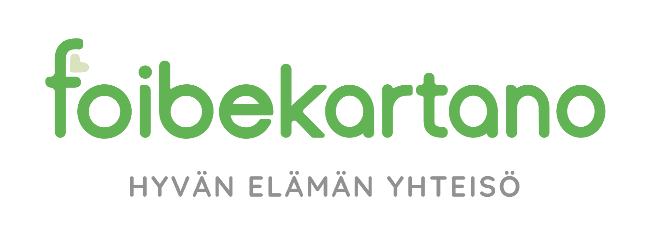 foibekartano
HYVÄN ELÄMÄN YHTEISÖ